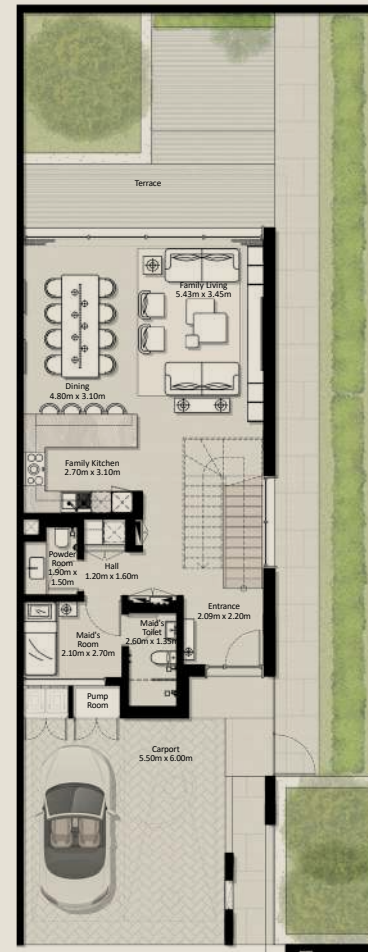 Terrace
Family Living
5.43m x 3.45m
Dining
4.80m x 3.10m
Family Kitchen
2.70m x 3.10m
Powder
Room
1.90m x
1.50m
Hall
1.20m x 1.60m
Entrance
2.09m x 2.20m
Maid's
Toilet
2.60m x 1.35m
Maid's
Room
2.10m x 2.70m
Pump
Room
Carport
5.50m x 6.00m